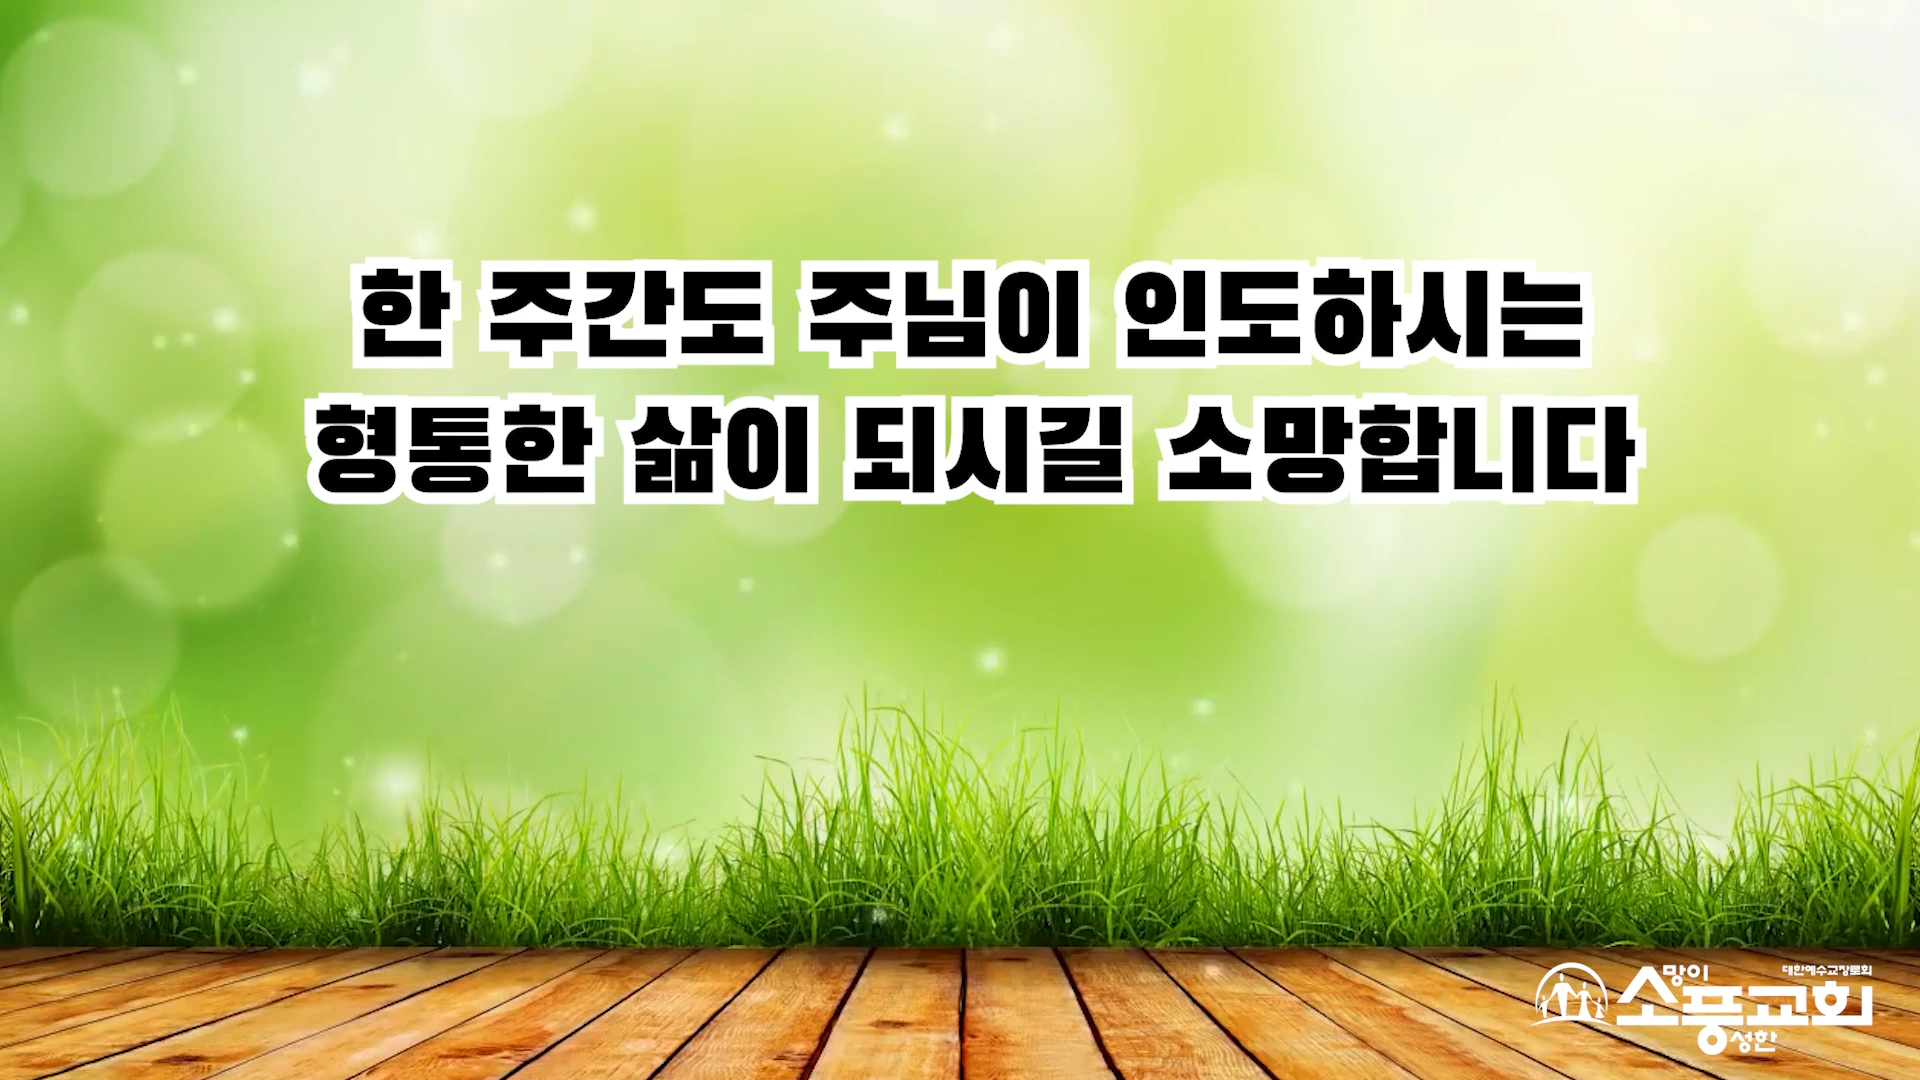 한 주간도 주님이 인도하시는
형통한 삶이 되시길 소망합니다
대한예수교장로회
소망이 풍성한 교회